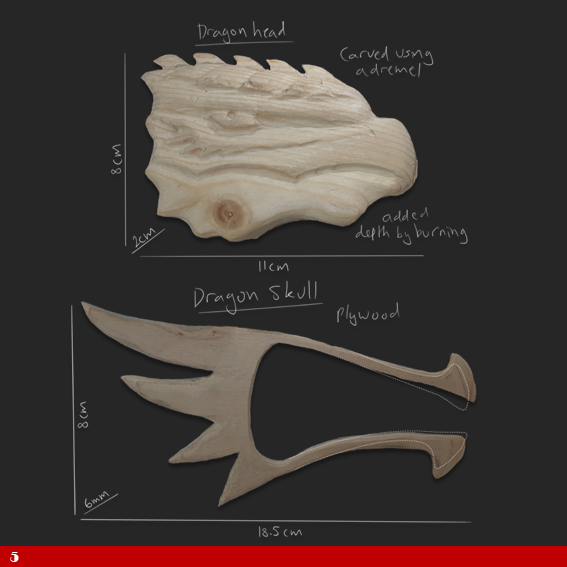 Dragon head
Carved using
a dremel
8cm
2cm
11cm
added
depth by burning
Dragon Skull
Plywood
8cm
6mm
18.5cm
5